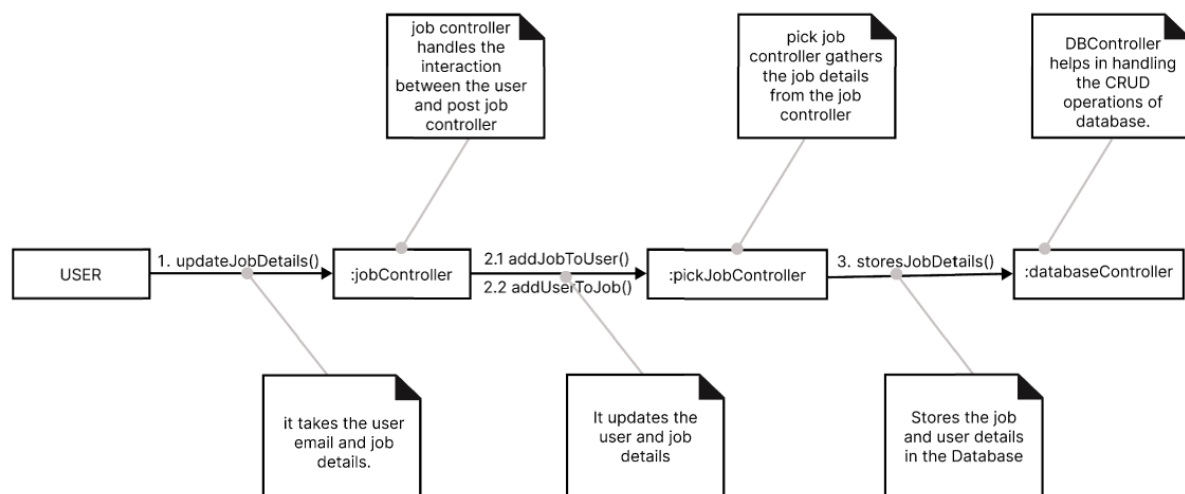 job controller
handles the
interaction
between the user
and post job
controller
pick job
controller gathers
the job details
from the job
controller
DBController
helps in handling
the CRUD
operations of
database.
USER
1. updateJobDetails()
:jobController
2.1 addJobToUser()
2.2 addUserToJob()
:pickJobController
3. storesJobDetails()
:databaseController
it takes the user
email and job
details.
It updates the
user and job
details
Stores the job
and user details
in the Database